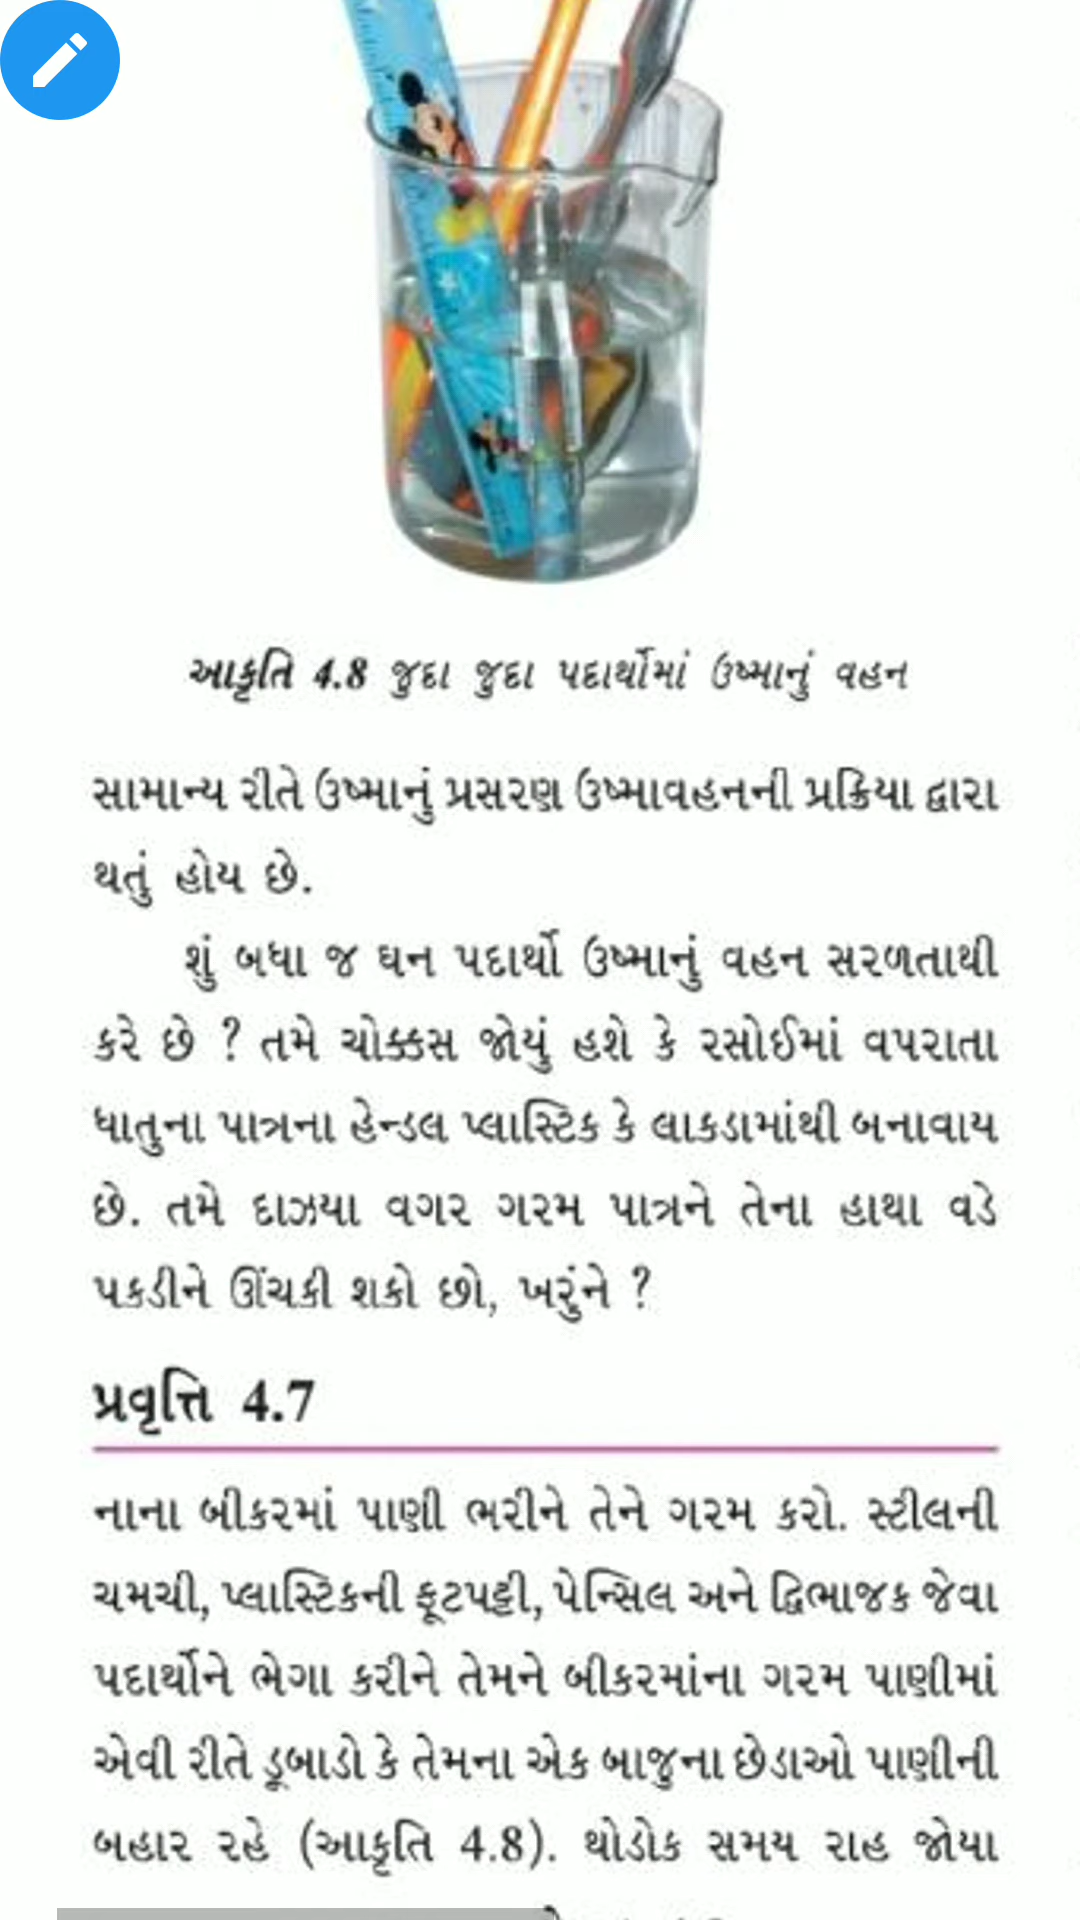 આકૃતિ 4.8 જુદા જુદા પદાર્થોમાં ઉષ્માનું વહન
સામાન્ય રીતે ઉષ્માનું પ્રસરણ ઉષ્માવહનની પ્રક્રિયા દ્વારા
થતું હોય છે.
શું બધા જ ઘન પદાર્થો ઉષ્માનું વહન સરળતાથી
કરે છે ? તમે ચોક્કસ જોયું હશે કે રસોઈમાં વપરાતા
ધાતુના પાત્રના હેન્ડલ પ્લાસ્ટિક કે લાકડામાંથી બનાવાય
છે. તમે દાઝયા વગર ગરમ પાત્રને તેના હાથા વડે
પકડીને ઊંચકી શકો છો, ખરુંને ?
પ્રવૃત્તિ 4.7
નાના બીકરમાં પાણી ભરીને તેને ગરમ કરો. સ્ટીલની
ચમચી, પ્લાસ્ટિકની ફૂટપટ્ટી, પેન્સિલ અને દ્વિભાજક જેવા
પદાર્થોને ભેગા કરીને તેમને બીકરમાંના ગરમ પાણીમાં
એવી રીતે ડૂબાડો કે તેમના એક બાજુના છેડાઓ પાણીની
બહાર રહે (આકૃતિ 4.8). થોડોક સમય રાહ જોયા